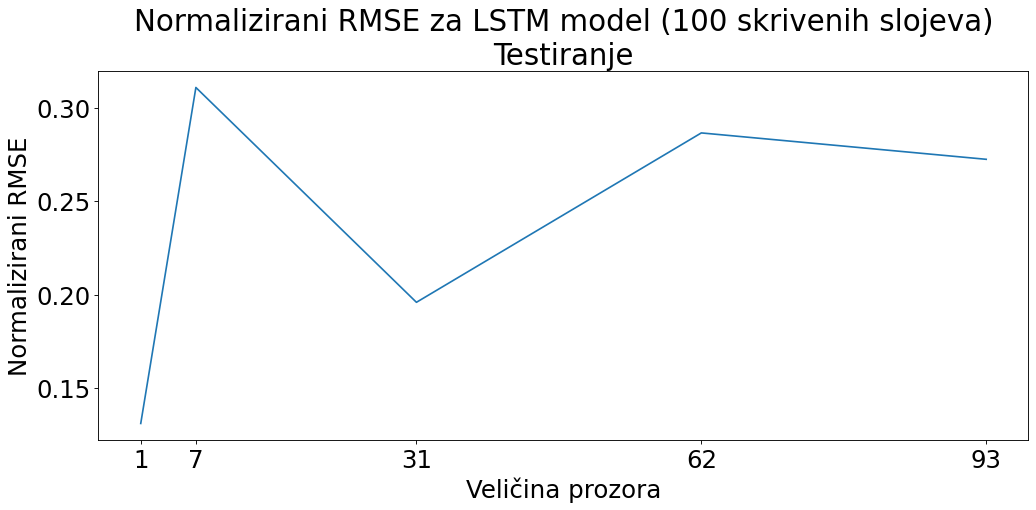 Normalizirani RMSE za LSTM model (100 skrivenih slojeva)
Testiranje
Normalizirani RMSE
0.30
0.25
0.20
0.15
1 7 31 62 93
Veličina prozora